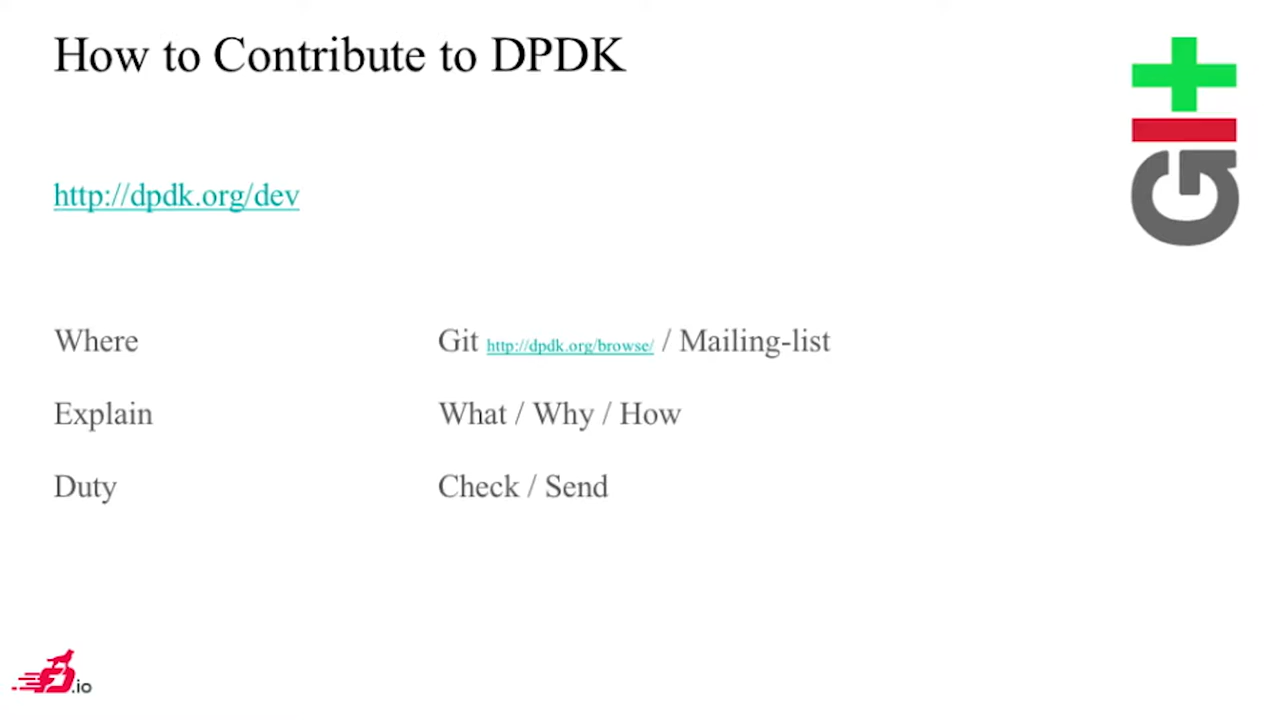 How to Contribute to DPDK
GIt
http://dpdk.org/dev
Where Git http://dpdk.org/browse/ / Mailing-list
Explain What / Why / How
Duty Check / Send
.io